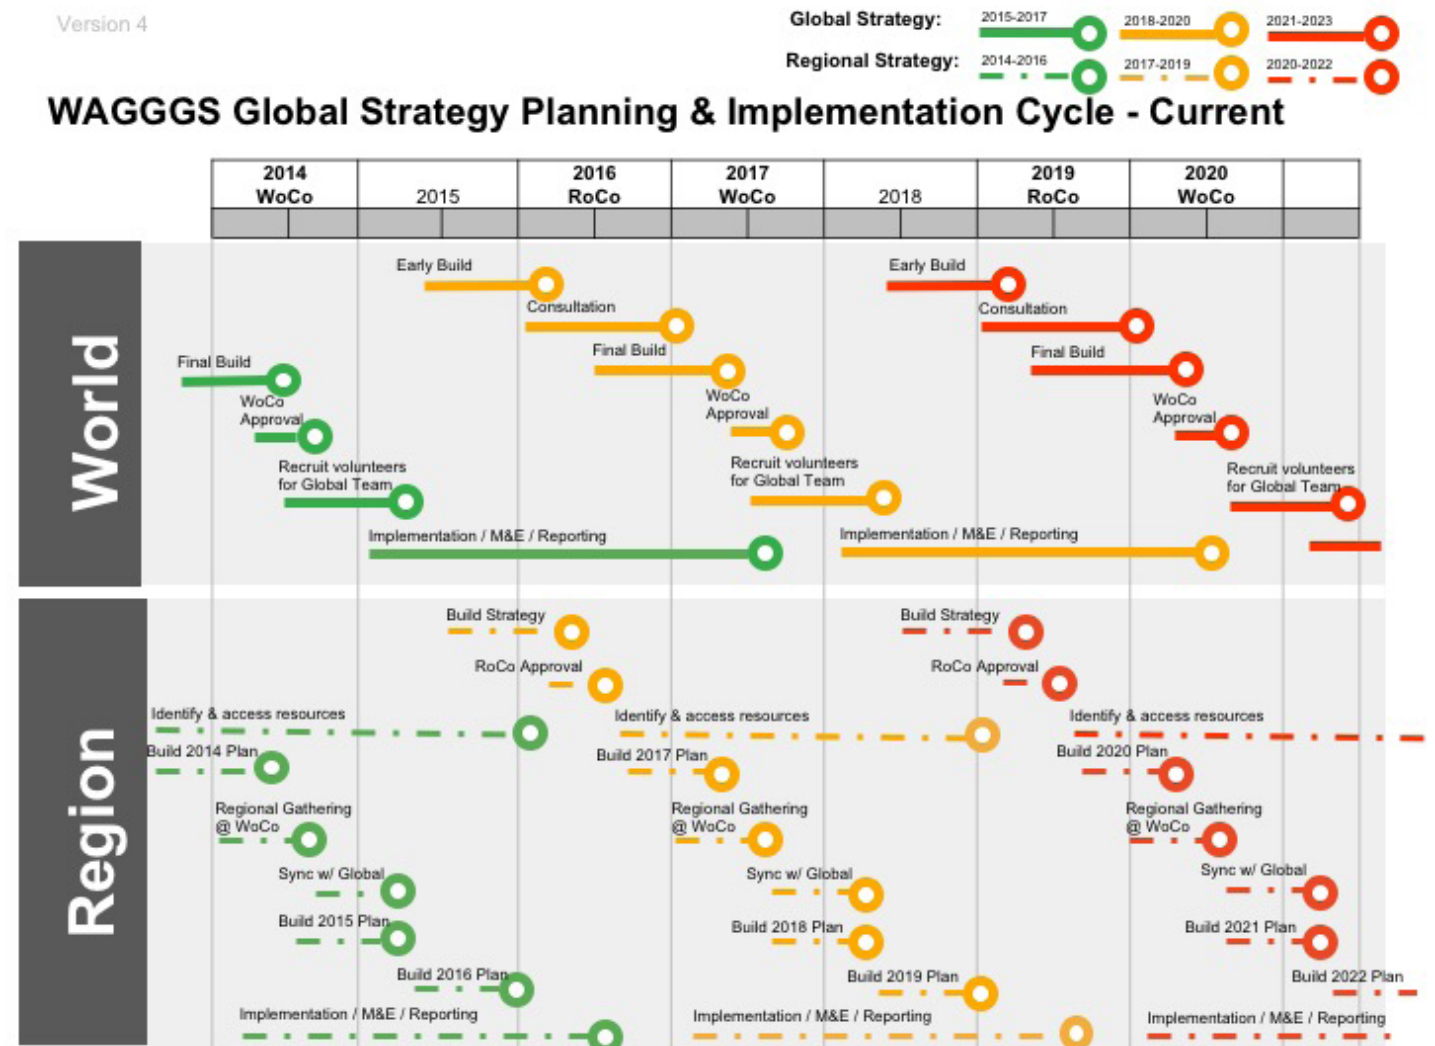 Version 4
Global Strategy: 2015-2017 2018-2020 2021-2023
Regional Strategy: 2014-2016 2017-2019 2020-2022
WAGGGS Global Strategy Planning & Implementation Cycle - Current
2014 2016 2017 2019 2020
WoCo 2015 RoCo WoCo 2018 RoCo WoCo
World
Early Build Early Build
Consultation Consultation
Final Build Final Build Final Build
WoCo WoCo WoCo
Approval Approval Approval
Recruit volunteers Recruit volunteers Recruit volunteers
for Global Team for Global Team for Global Team
Implementation / M&E / Reporting Implementation / M&E / Reporting
Region
Build Strategy Build Strategy
RoCo Approval RoCo Approval
Identify & access resources Identify & access resources Identify & access resources
Build 2014 Plan Build 2017 Plan Build 2020 Plan
Regional Gathering Regional Gathering Regional Gathering
@ WoCo @ WoCo @ WoCo
Sync w/ Global Sync w/ Global Sync w/ Global
Build 2015 Plan Build 2018 Plan Build 2021 Plan
Build 2016 Plan Build 2019 Plan Build 2022 Plan
Implementation / M&E / Reporting Implementation / M&E / Reporting Implementation / M&E / Reporting